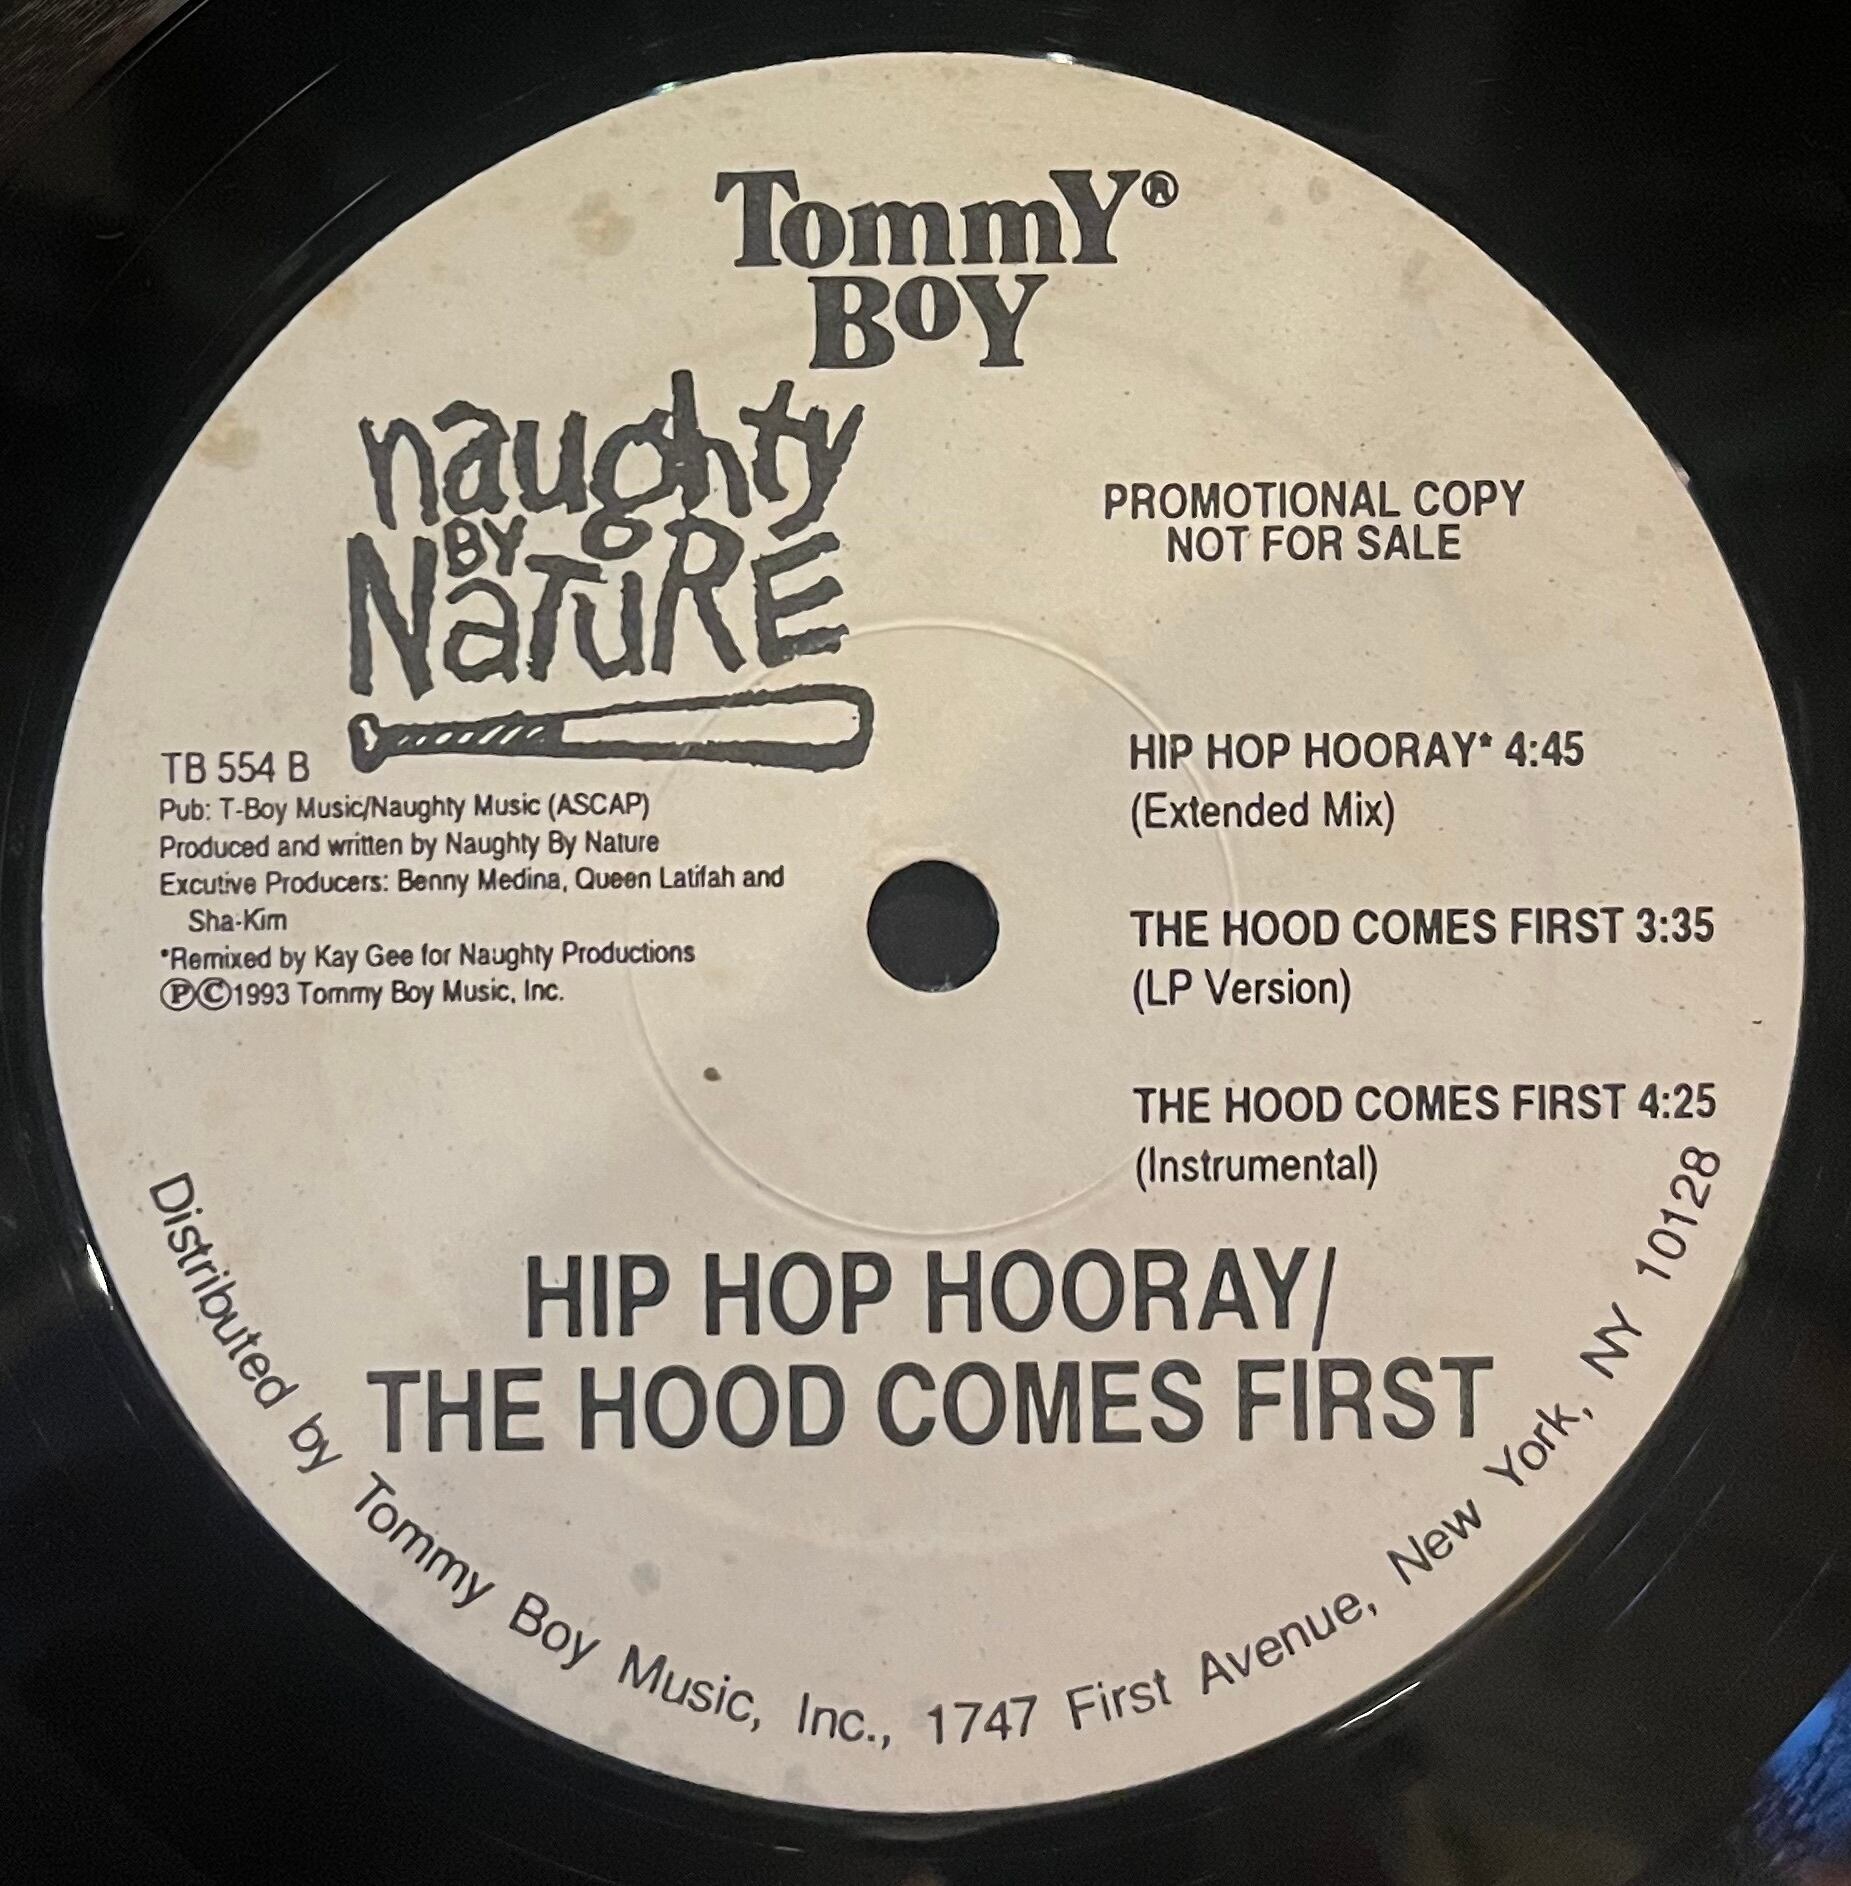 TommY®
BoY
naughty
BY
NaTuRE
PROMOTIONAL COPY
NOT FOR SALE
TB 554 B
Pub: T-Boy Music/Naughty Music (ASCAP)
Produced and written by Naughty By Nature
Excutive Producers: Benny Medina, Queen Latifah and
Sha-Kim
*Remixed by Kay Gee for Naughty Productions
ⓅⒸ1993 Tommy Boy Music, Inc.
HIP HOP HOORAY* 4:45
(Extended Mix)
THE HOOD COMES FIRST 3:35
(LP Version)
THE HOOD COMES FIRST 4:25
(Instrumental)
HIP HOP HOORAY/
THE HOOD COMES FIRST
Distributed by Tommy Boy Music, Inc., 1747 First Avenue, New York, NY 10128